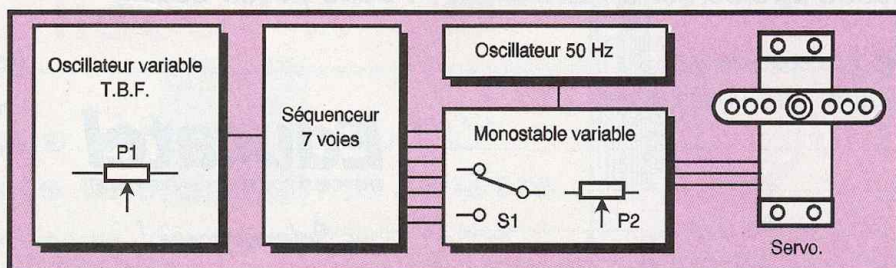 Oscillateur variable
T.B.F.
P1
Séquenceur
7 voies
Oscillateur 50 Hz
Monostable variable
S1
P2
Servo.